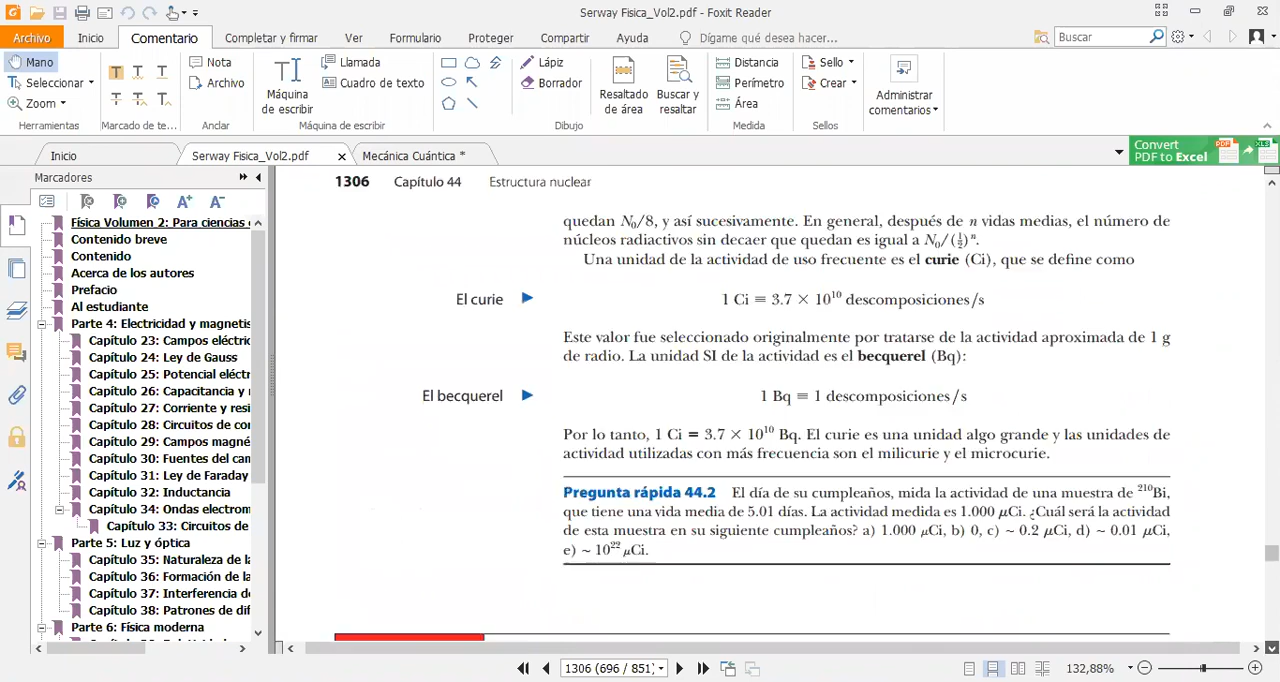 Serway Fisica_Vol2.pdf - Foxit Reader
Archivo Inicio Comentario Completar y firmar Ver Formulario Proteger Compartir Ayuda Dígame qué desea hacer... Buscar
Mano
Seleccionar
Zoom
Herramientas
T T T
T T T
Marcado de te...
Nota
Archivo
Anclar
Máquina
de escribir
Llamada
Cuadro de texto
Máquina de escribir
Lápiz
Borrador
Dibujo
Resaltado
de área
Buscar y
resaltar
Distancia
Perímetro
Área
Medida
Sello
Crear
Sellos
Administrar
comentarios
Inicio Serway Fisica_Vol2.pdf Mecánica Cuántica *
Convert
PDF to Excel
PDF XLS
Marcadores
A+ A-
Física Volumen 2: Para ciencias
Contenido breve
Contenido
Acerca de los autores
Prefacio
Al estudiante
Parte 4: Electricidad y magnetis
Capítulo 23: Campos eléctric
Capítulo 24: Ley de Gauss
Capítulo 25: Potencial eléctr
Capítulo 26: Capacitancia y
Capítulo 27: Corriente y resi
Capítulo 28: Circuitos de cor
Capítulo 29: Campos magné
Capítulo 30: Fuentes del cam
Capítulo 31: Ley de Faraday
Capítulo 32: Inductancia
Capítulo 34: Ondas electrom
Capítulo 33: Circuitos de
Parte 5: Luz y óptica
Capítulo 35: Naturaleza de la
Capítulo 36: Formación de la
Capítulo 37: Interferencia de
Capítulo 38: Patrones de dif
Parte 6: Física moderna
1306 Capítulo 44 Estructura nuclear
quedan N₀/8, y así sucesivamente. En general, después de n vidas medias, el número de
núcleos radiactivos sin decaer que quedan es igual a N₀/(½)ⁿ.
Una unidad de la actividad de uso frecuente es el curie (Ci), que se define como
El curie ► 1 Ci ≡ 3.7 × 10¹⁰ descomposiciones/s
Este valor fue seleccionado originalmente por tratarse de la actividad aproximada de 1 g
de radio. La unidad SI de la actividad es el becquerel (Bq):
El becquerel ► 1 Bq ≡ 1 descomposiciones/s
Por lo tanto, 1 Ci = 3.7 × 10¹⁰ Bq. El curie es una unidad algo grande y las unidades de
actividad utilizadas con más frecuencia son el milicurie y el microcurie.
Pregunta rápida 44.2 El día de su cumpleaños, mida la actividad de una muestra de ²¹⁰Bi,
que tiene una vida media de 5.01 días. La actividad medida es 1.000 μCi. ¿Cuál será la actividad
de esta muestra en su siguiente cumpleaños? a) 1.000 μCi, b) 0, c) ~ 0.2 μCi, d) ~ 0.01 μCi,
e) ~ 10²² μCi.
1306 (696 / 851) 132,88%